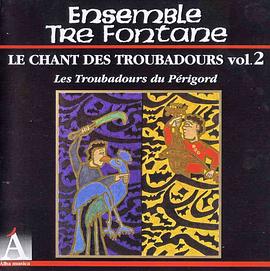 Ensemble
Tre Fontane
LE CHANT DES TROUBADOURS vol.2
Les Troubadours du Périgord
A
Alba musica